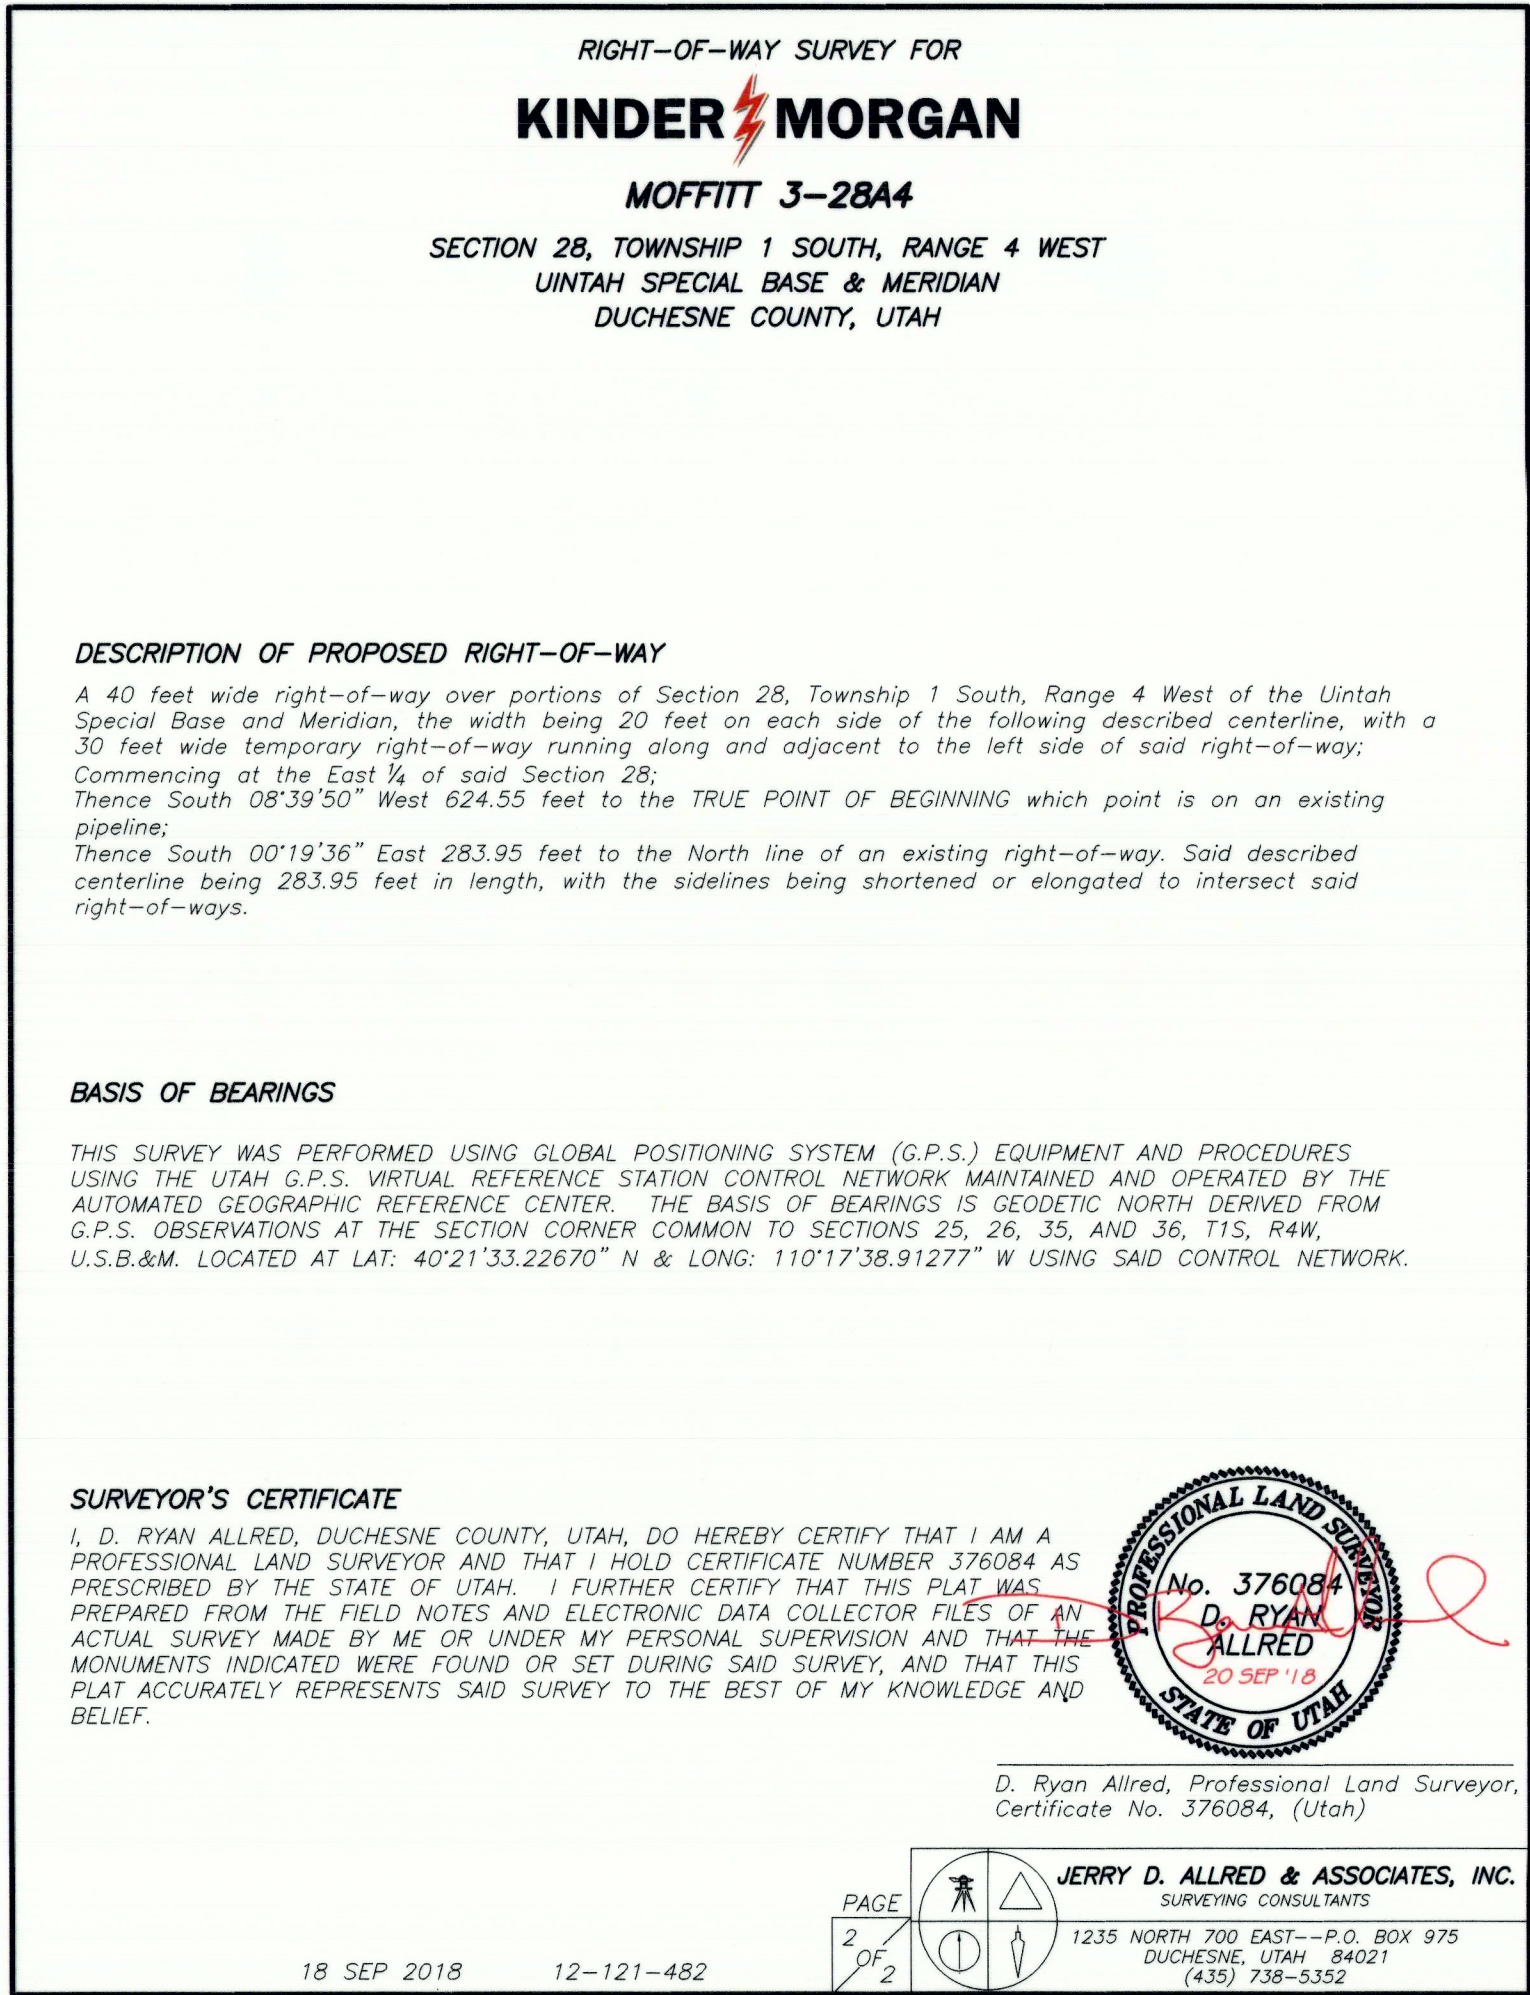 RIGHT-OF-WAY SURVEY FOR
KINDER MORGAN
MOFFITT 3-28A4
SECTION 28, TOWNSHIP 1 SOUTH, RANGE 4 WEST
UINTAH SPECIAL BASE & MERIDIAN
DUCHESNE COUNTY, UTAH
DESCRIPTION OF PROPOSED RIGHT-OF-WAY
A 40 feet wide right-of-way over portions of Section 28, Township 1 South, Range 4 West of the Uintah
Special Base and Meridian, the width being 20 feet on each side of the following described centerline, with a
30 feet wide temporary right-of-way running along and adjacent to the left side of said right-of-way;
Commencing at the East ¼ of said Section 28;
Thence South 08°39'50" West 624.55 feet to the TRUE POINT OF BEGINNING which point is on an existing
pipeline;
Thence South 00°19'36" East 283.95 feet to the North line of an existing right-of-way. Said described
centerline being 283.95 feet in length, with the sidelines being shortened or elongated to intersect said
right-of-ways.
BASIS OF BEARINGS
THIS SURVEY WAS PERFORMED USING GLOBAL POSITIONING SYSTEM (G.P.S.) EQUIPMENT AND PROCEDURES
USING THE UTAH G.P.S. VIRTUAL REFERENCE STATION CONTROL NETWORK MAINTAINED AND OPERATED BY THE
AUTOMATED GEOGRAPHIC REFERENCE CENTER. THE BASIS OF BEARINGS IS GEODETIC NORTH DERIVED FROM
G.P.S. OBSERVATIONS AT THE SECTION CORNER COMMON TO SECTIONS 25, 26, 35, AND 36, T1S, R4W,
U.S.B.&M. LOCATED AT LAT: 40°21'33.22670" N & LONG: 110°17'38.91277" W USING SAID CONTROL NETWORK.
SURVEYOR'S CERTIFICATE
I, D. RYAN ALLRED, DUCHESNE COUNTY, UTAH, DO HEREBY CERTIFY THAT I AM A
PROFESSIONAL LAND SURVEYOR AND THAT I HOLD CERTIFICATE NUMBER 376084 AS
PRESCRIBED BY THE STATE OF UTAH. I FURTHER CERTIFY THAT THIS PLAT WAS
PREPARED FROM THE FIELD NOTES AND ELECTRONIC DATA COLLECTOR FILES OF AN
ACTUAL SURVEY MADE BY ME OR UNDER MY PERSONAL SUPERVISION AND THAT THE
MONUMENTS INDICATED WERE FOUND OR SET DURING SAID SURVEY, AND THAT THIS
PLAT ACCURATELY REPRESENTS SAID SURVEY TO THE BEST OF MY KNOWLEDGE AND
BELIEF.
PROFESSIONAL LAND SURVEYOR
No. 376084
D. RYAN
ALLRED
20 SEP '18
STATE OF UTAH
D. Ryan Allred, Professional Land Surveyor,
Certificate No. 376084, (Utah)
JERRY D. ALLRED & ASSOCIATES, INC.
SURVEYING CONSULTANTS
1235 NORTH 700 EAST--P.O. BOX 975
DUCHESNE, UTAH 84021
(435) 738-5352
PAGE
2
OF
2
18 SEP 2018 12-121-482